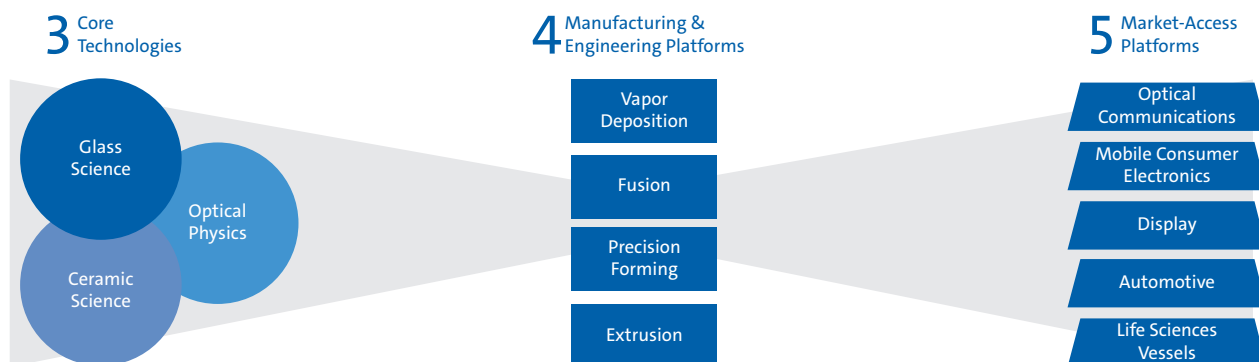 3 Core
Technologies
Glass
Science
Optical
Physics
Ceramic
Science
4 Manufacturing &
Engineering Platforms
Vapor
Deposition
Fusion
Precision
Forming
Extrusion
5 Market-Access
Platforms
Optical
Communications
Mobile Consumer
Electronics
Display
Automotive
Life Sciences
Vessels